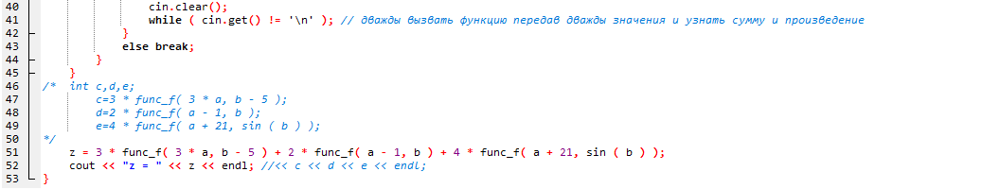 40 cin.clear();
41 while ( cin.get() != '\n' ); // дважды вызвать функцию передав дважды значения и узнать сумму и произведение
42 }
43 else break;
44 }
45 }
46 /* int c,d,e;
47 c=3 * func_f( 3 * a, b - 5 );
48 d=2 * func_f( a - 1, b );
49 e=4 * func_f( a + 21, sin ( b ) );
50 */
51 z = 3 * func_f( 3 * a, b - 5 ) + 2 * func_f( a - 1, b ) + 4 * func_f( a + 21, sin ( b ) );
52 cout << "z = " << z << endl; //<< c << d << e << endl;
53 }